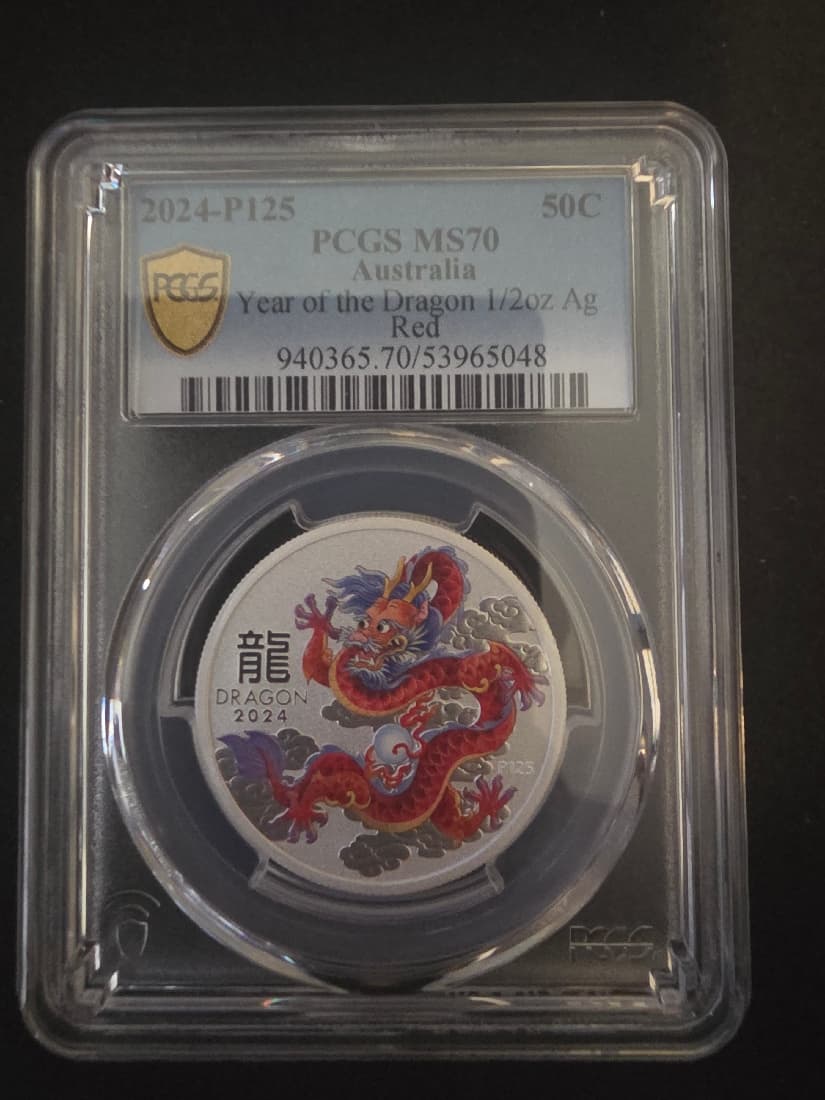 2024-P125 50C
PCGS MS70
Australia
PCGS
Year of the Dragon 1/2oz Ag
Red
940365.70/53965048
龍
DRAGON
2024
P125
PCGS